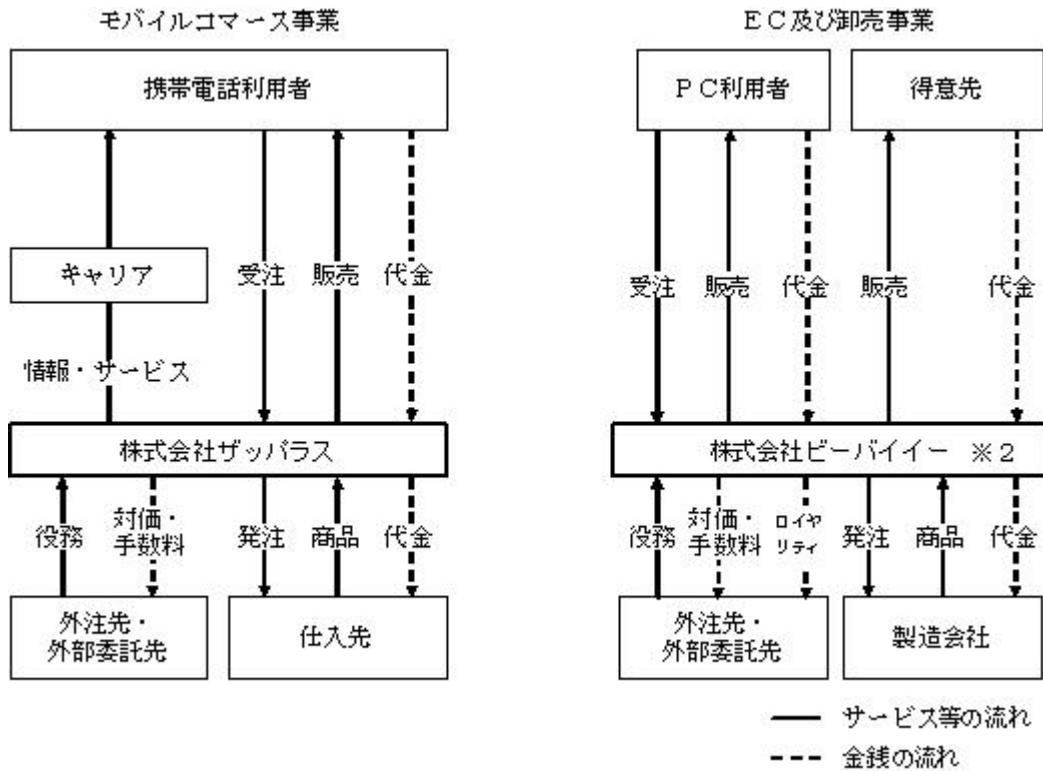 モバイルコマース事業
携帯電話利用者
キャリア
受注
販売
代金
情報・サービス
株式会社ザッパラス
役務
対価・
手数料
発注
商品
代金
外注先・
外部委託先
仕入先
ＥＣ及び卸売事業
ＰＣ利用者
得意先
受注
販売
代金
販売
代金
株式会社ビーバイイー ※２
役務
対価・
手数料
ロイヤ
リティ
発注
商品
代金
外注先・
外部委託先
製造会社
サービス等の流れ
金銭の流れ